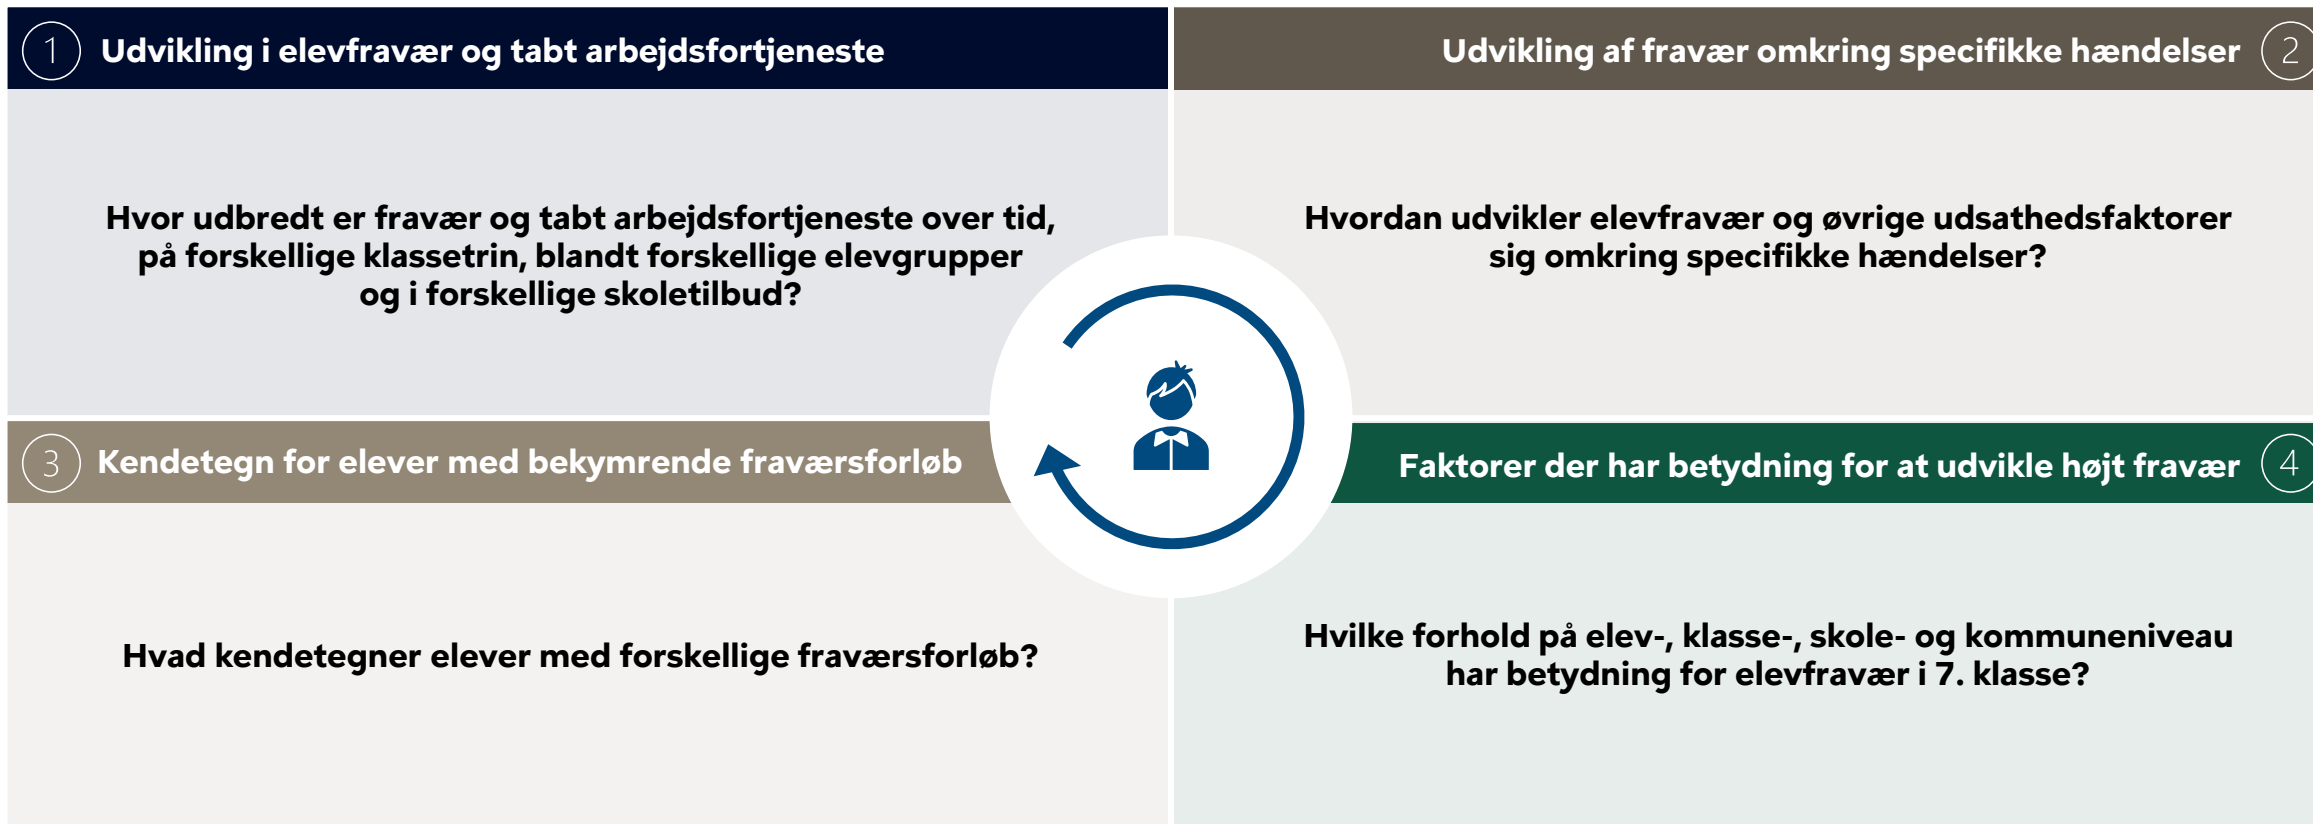 1 Udvikling i elevfravær og tabt arbejdsfortjeneste
Hvor udbredt er fravær og tabt arbejdsfortjeneste over tid,
på forskellige klassetrin, blandt forskellige elevgrupper
og i forskellige skoletilbud?
Udvikling af fravær omkring specifikke hændelser 2
Hvordan udvikler elevfravær og øvrige udsathedsfaktorer
sig omkring specifikke hændelser?
3 Kendetegn for elever med bekymrende fraværsforløb
Hvad kendetegner elever med forskellige fraværsforløb?
Faktorer der har betydning for at udvikle højt fravær 4
Hvilke forhold på elev-, klasse-, skole- og kommuneniveau
har betydning for elevfravær i 7. klasse?